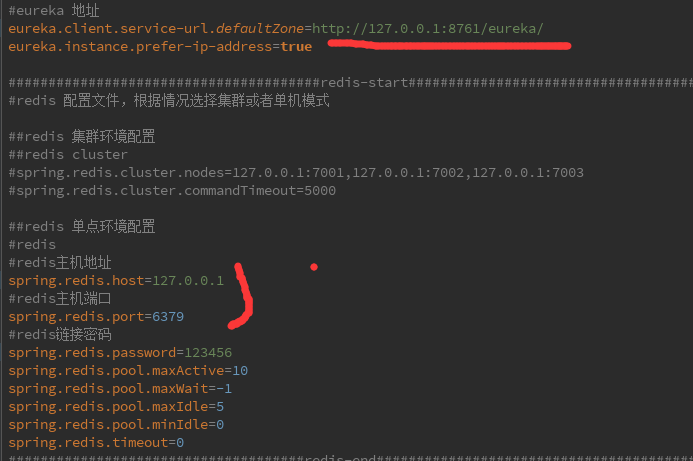 #eureka 地址
eureka.client.service-url.defaultZone=http://127.0.0.1:8761/eureka/
eureka.instance.prefer-ip-address=true
#######################################redis-start####################################
#redis 配置文件，根据情况选择集群或者单机模式
##redis 集群环境配置
##redis cluster
#spring.redis.cluster.nodes=127.0.0.1:7001,127.0.0.1:7002,127.0.0.1:7003
#spring.redis.cluster.commandTimeout=5000
##redis 单点环境配置
#redis
#redis主机地址
spring.redis.host=127.0.0.1
#redis主机端口
spring.redis.port=6379
#redis链接密码
spring.redis.password=123456
spring.redis.pool.maxActive=10
spring.redis.pool.maxWait=-1
spring.redis.pool.maxIdle=5
spring.redis.pool.minIdle=0
spring.redis.timeout=0
#####################################redis-end########################################